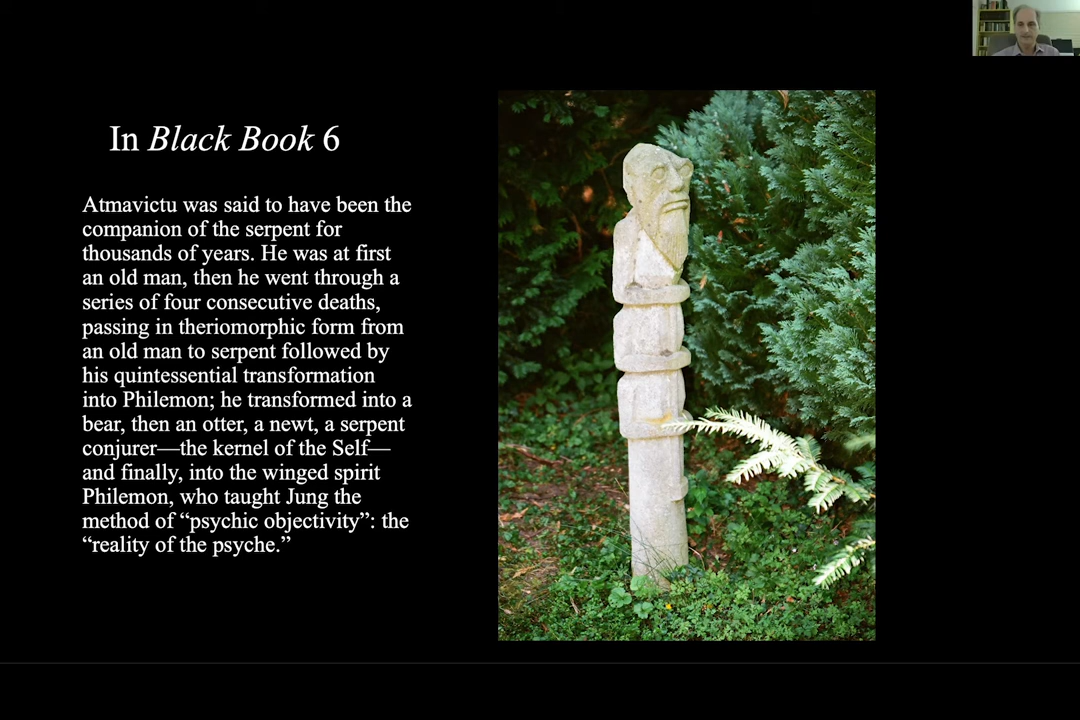 In Black Book 6
Atmavictu was said to have been the
companion of the serpent for
thousands of years. He was at first
an old man, then he went through a
series of four consecutive deaths,
passing in theriomorphic form from
an old man to serpent followed by
his quintessential transformation
into Philemon; he transformed into a
bear, then an otter, a newt, a serpent
conjurer—the kernel of the Self—
and finally, into the winged spirit
Philemon, who taught Jung the
method of “psychic objectivity”: the
“reality of the psyche.”